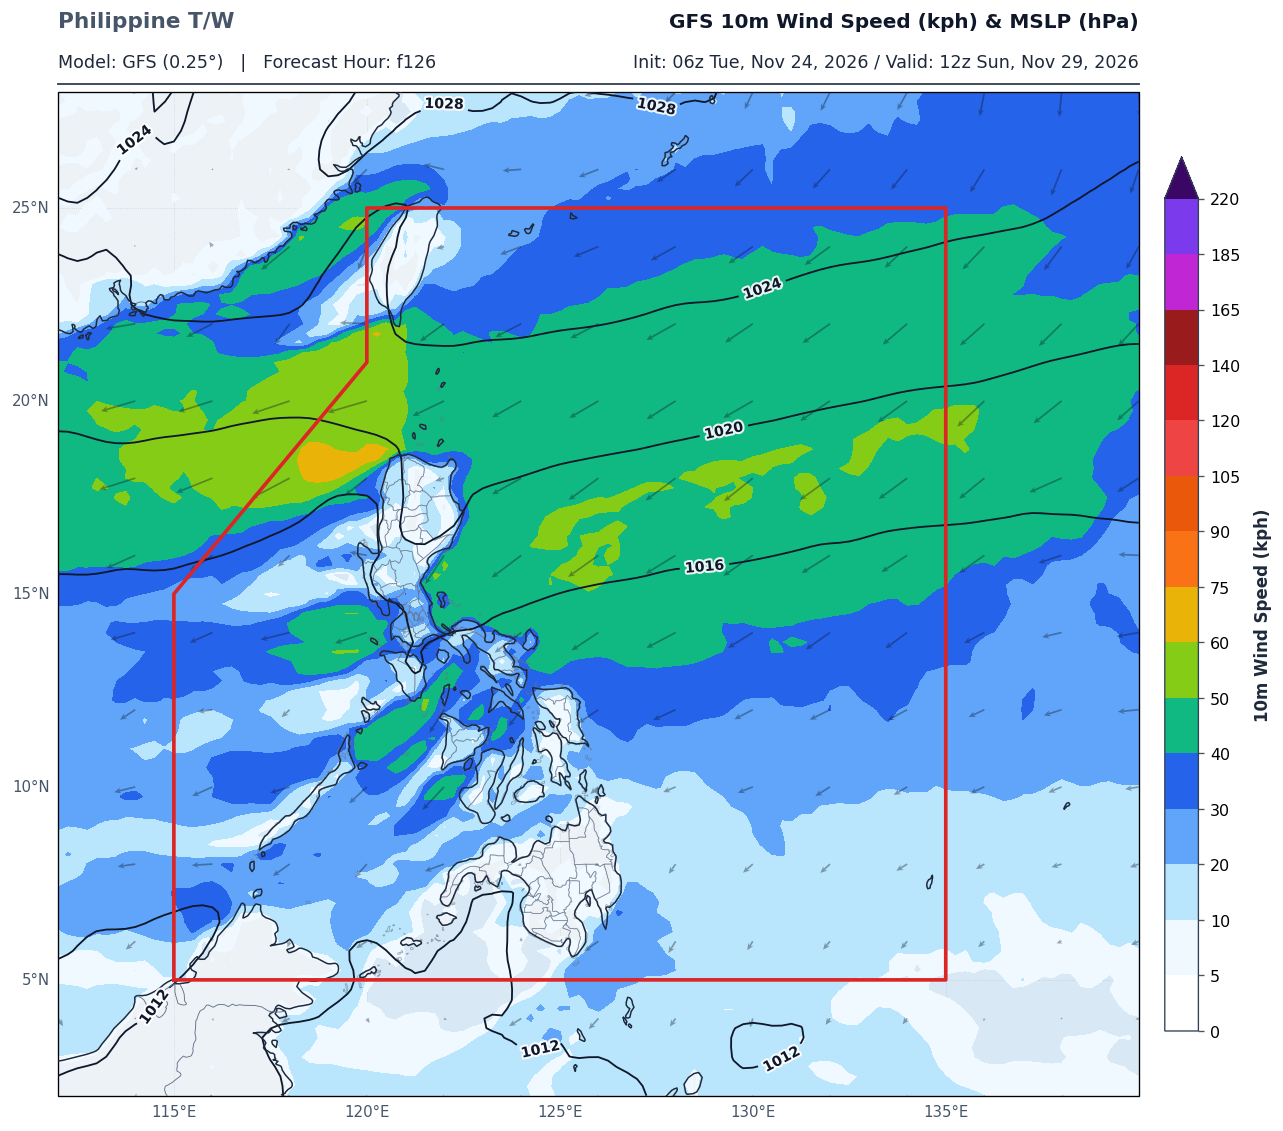 Philippine T/W
GFS 10m Wind Speed (kph) & MSLP (hPa)
Model: GFS (0.25°) | Forecast Hour: f126
Init: 06z Tue, Nov 24, 2026 / Valid: 12z Sun, Nov 29, 2026
1028
1028
1024
1024
1020
1016
1012
1012
1012
25°N
20°N
15°N
10°N
5°N
115°E
120°E
125°E
130°E
135°E
220
185
165
140
120
105
90
75
60
50
40
30
20
10
5
0
10m Wind Speed (kph)